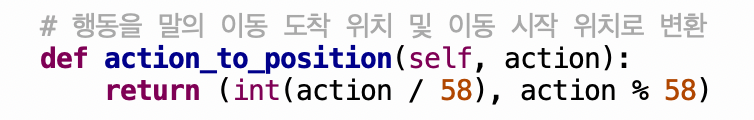 # 행동을 말의 이동 도착 위치 및 이동 시작 위치로 변환
def action_to_position(self, action):
    return (int(action / 58), action % 58)